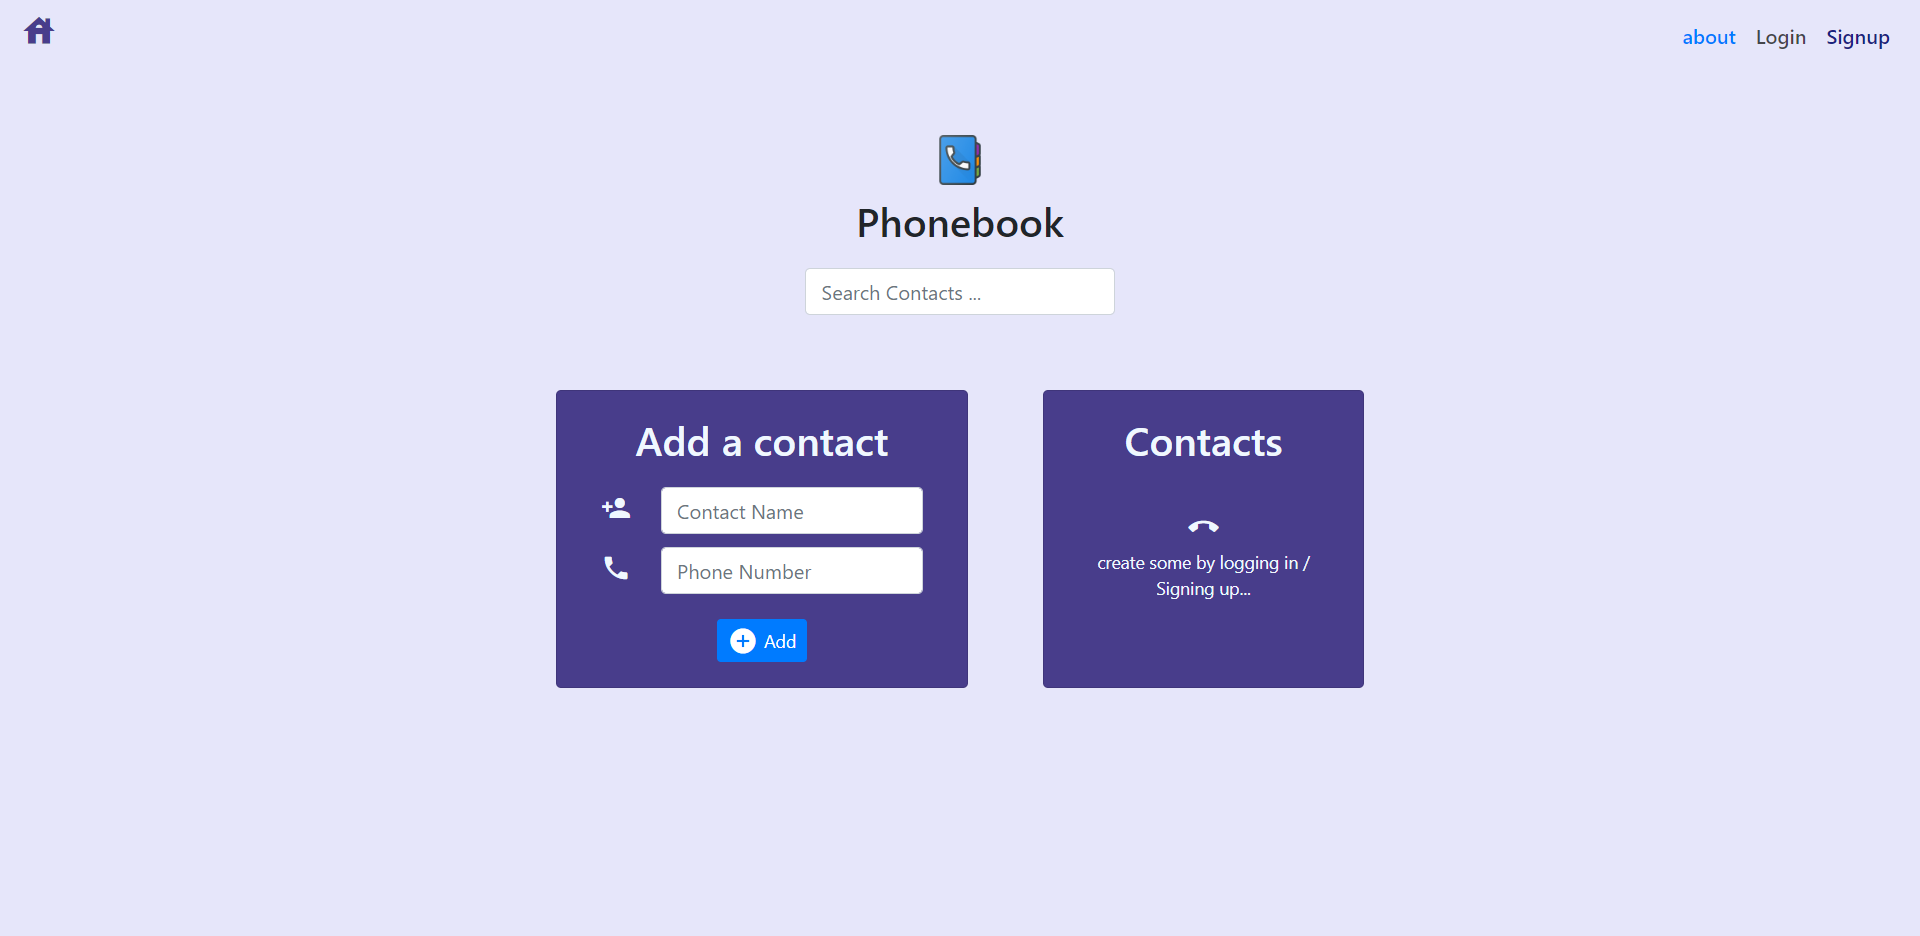 about Login Signup
Phonebook
Search Contacts ...
Add a contact
Contact Name
Phone Number
Add
Contacts
create some by logging in /
Signing up...